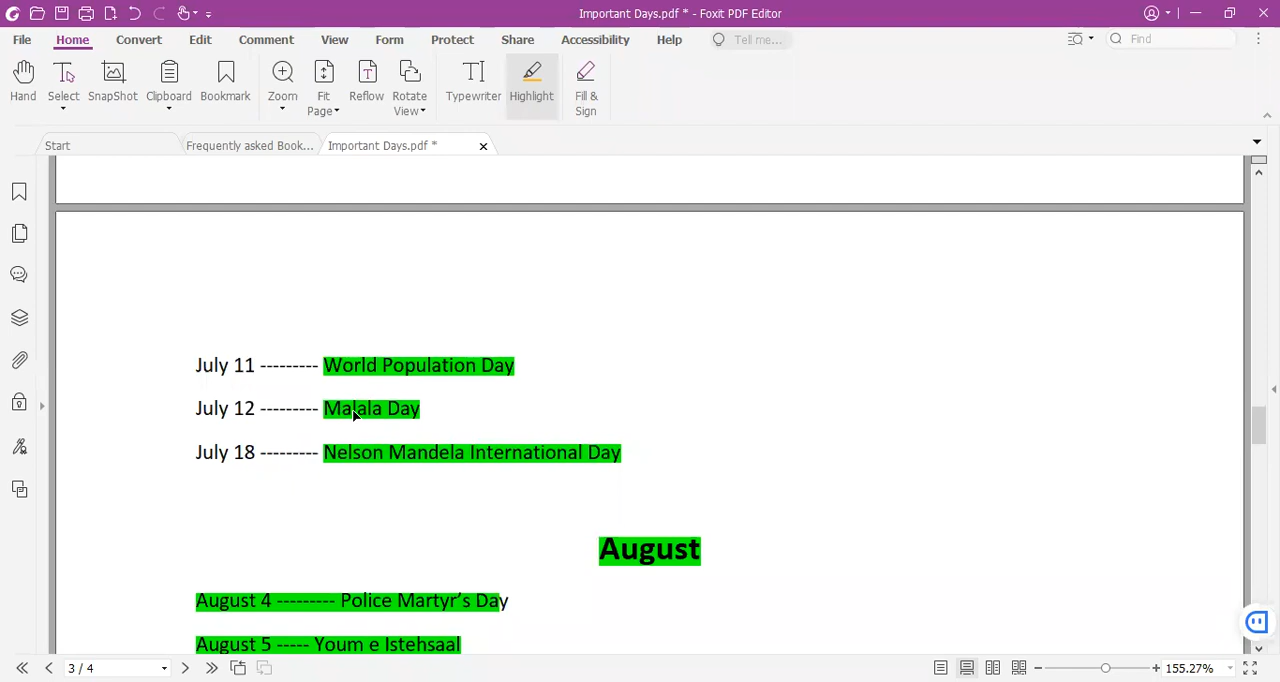 Important Days.pdf * - Foxit PDF Editor
File Home Convert Edit Comment View Form Protect Share Accessibility Help Tell me... Find
Hand Select SnapShot Clipboard Bookmark Zoom Fit Page Reflow Rotate View Typewriter Highlight Fill & Sign
Start Frequently asked Book... Important Days.pdf *
July 11 --------- World Population Day
July 12 --------- Malala Day
July 18 --------- Nelson Mandela International Day
August
August 4 --------- Police Martyr's Day
August 5 ----- Youm e Istehsaal
3 / 4 155.27%